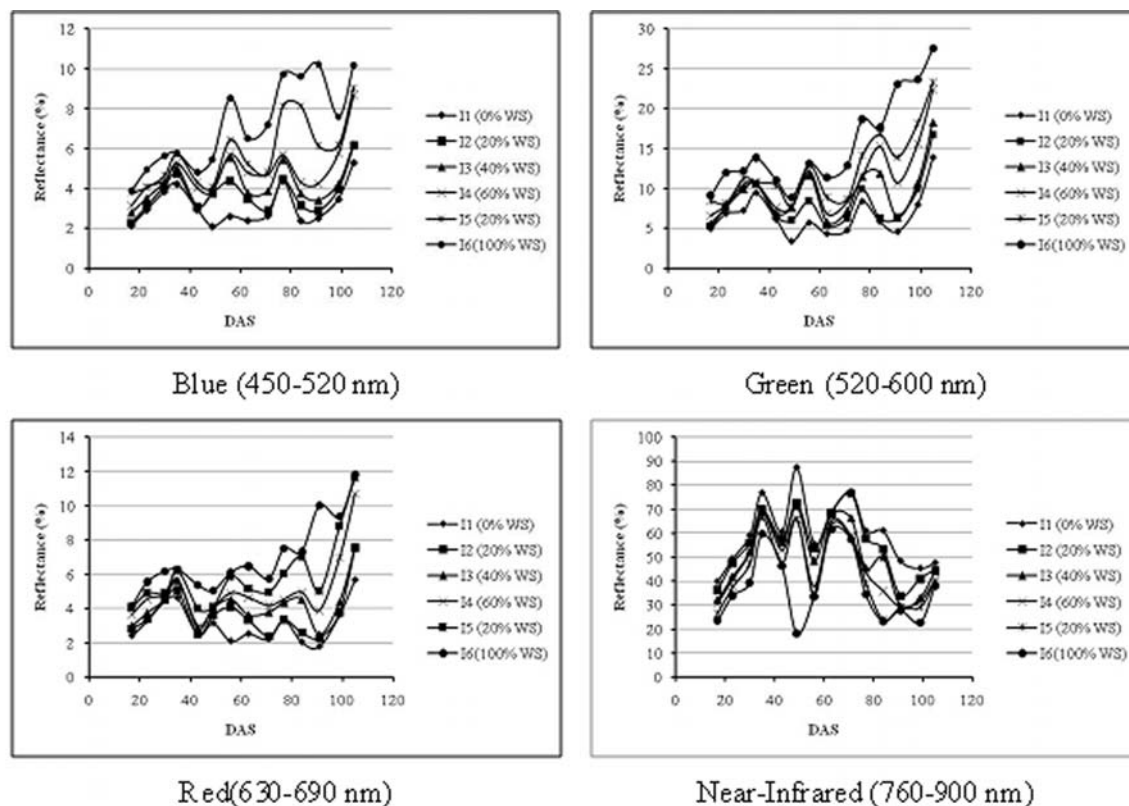 12
10
8
6
4
2
0
Reflectance (%)
0 20 40 60 80 100 120
DAS
I1 (0% WS)
I2 (20% WS)
I3 (40% WS)
I4 (60% WS)
I5 (20% WS)
I6(100% WS)
Blue (450-520 nm)
30
25
20
15
10
5
0
Reflectance (%)
0 20 40 60 80 100 120
DAS
I1 (0% WS)
I2 (20% WS)
I3 (40% WS)
I4 (60% WS)
I5 (20% WS)
I6(100% WS)
Green (520-600 nm)
14
12
10
8
6
4
2
0
Reflectance (%)
0 20 40 60 80 100 120
DAS
I1 (0% WS)
I2 (20% WS)
I3 (40% WS)
I4 (60% WS)
I5 (20% WS)
I6(100% WS)
Red(630-690 nm)
100
90
80
70
60
50
40
30
20
10
0
Reflectance (%)
0 20 40 60 80 100 120
DAS
I1 (0% WS)
I2 (20% WS)
I3 (40% WS)
I4 (60% WS)
I5 (20% WS)
I6(100% WS)
Near-Infrared (760-900 nm)